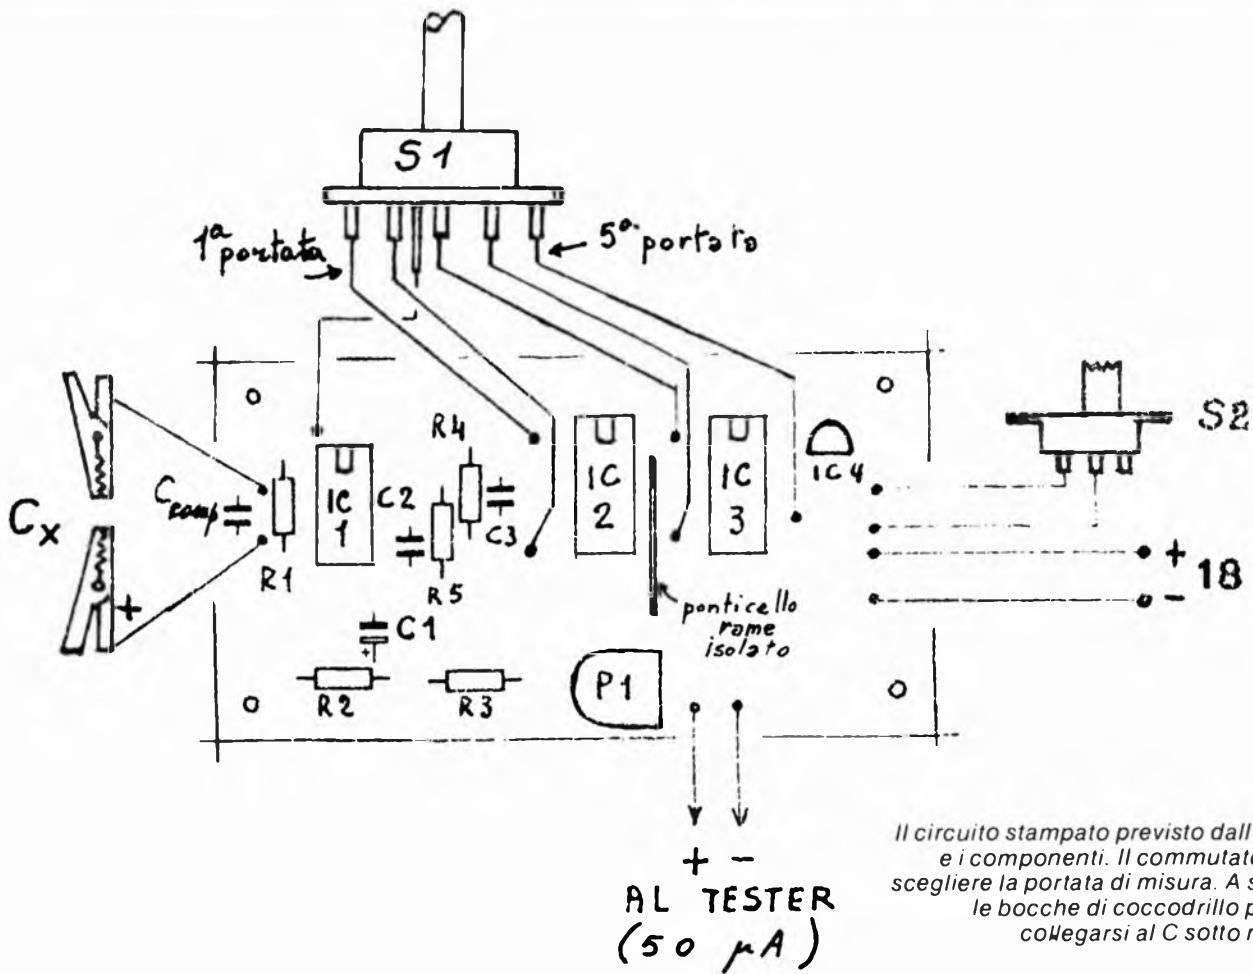 S1
1ª portata
5ª portata
S2
R4
C2
C3
IC 1
IC 2
IC 3
IC 4
Cx
Ccomp
R1
R5
+
+
18
-
C1
+
ponticello
rame
isolato
R2
R3
P1
+ -
AL TESTER
(50 μA)
Il circuito stampato previsto dall
e i componenti. Il commutat
scegliere la portata di misura. A s
le bocche di coccodrillo p
collegarsi al C sotto